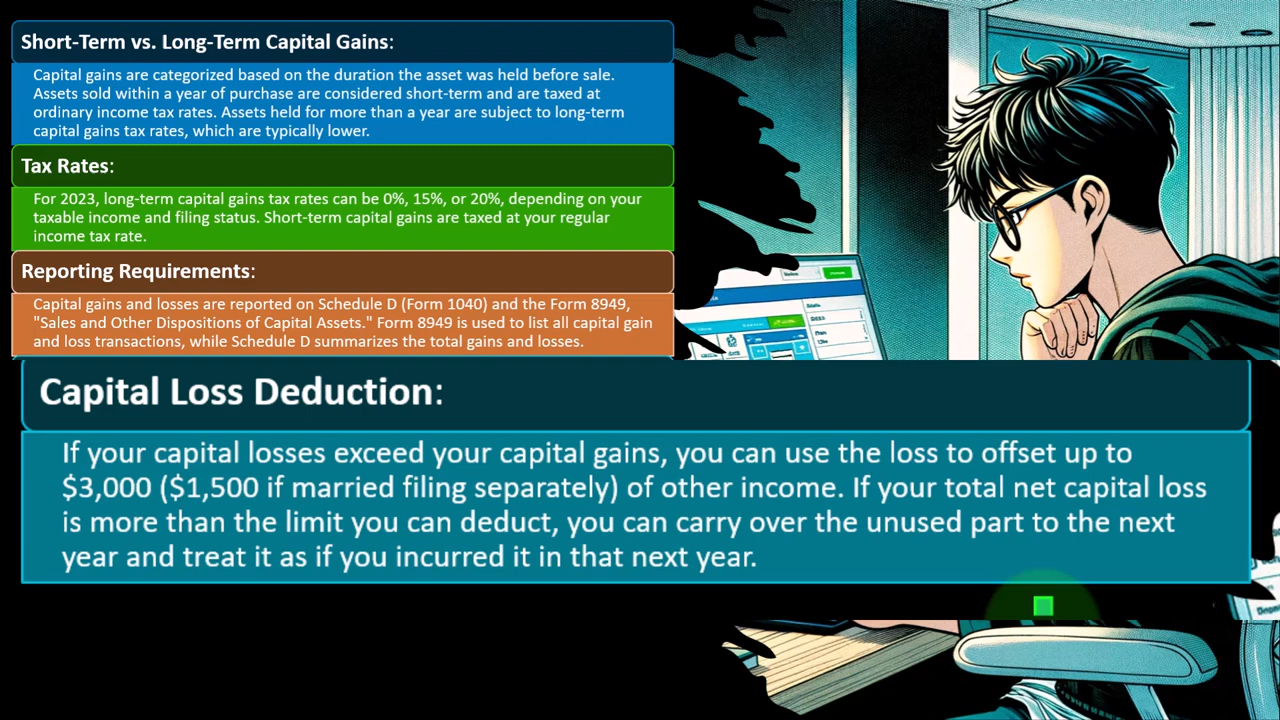 Short-Term vs. Long-Term Capital Gains:
Capital gains are categorized based on the duration the asset was held before sale.
Assets sold within a year of purchase are considered short-term and are taxed at
ordinary income tax rates. Assets held for more than a year are subject to long-term
capital gains tax rates, which are typically lower.
Tax Rates:
For 2023, long-term capital gains tax rates can be 0%, 15%, or 20%, depending on your
taxable income and filing status. Short-term capital gains are taxed at your regular
income tax rate.
Reporting Requirements:
Capital gains and losses are reported on Schedule D (Form 1040) and the Form 8949,
"Sales and Other Dispositions of Capital Assets." Form 8949 is used to list all capital gain
and loss transactions, while Schedule D summarizes the total gains and losses.
Capital Loss Deduction:
If your capital losses exceed your capital gains, you can use the loss to offset up to
$3,000 ($1,500 if married filing separately) of other income. If your total net capital loss
is more than the limit you can deduct, you can carry over the unused part to the next
year and treat it as if you incurred it in that next year.